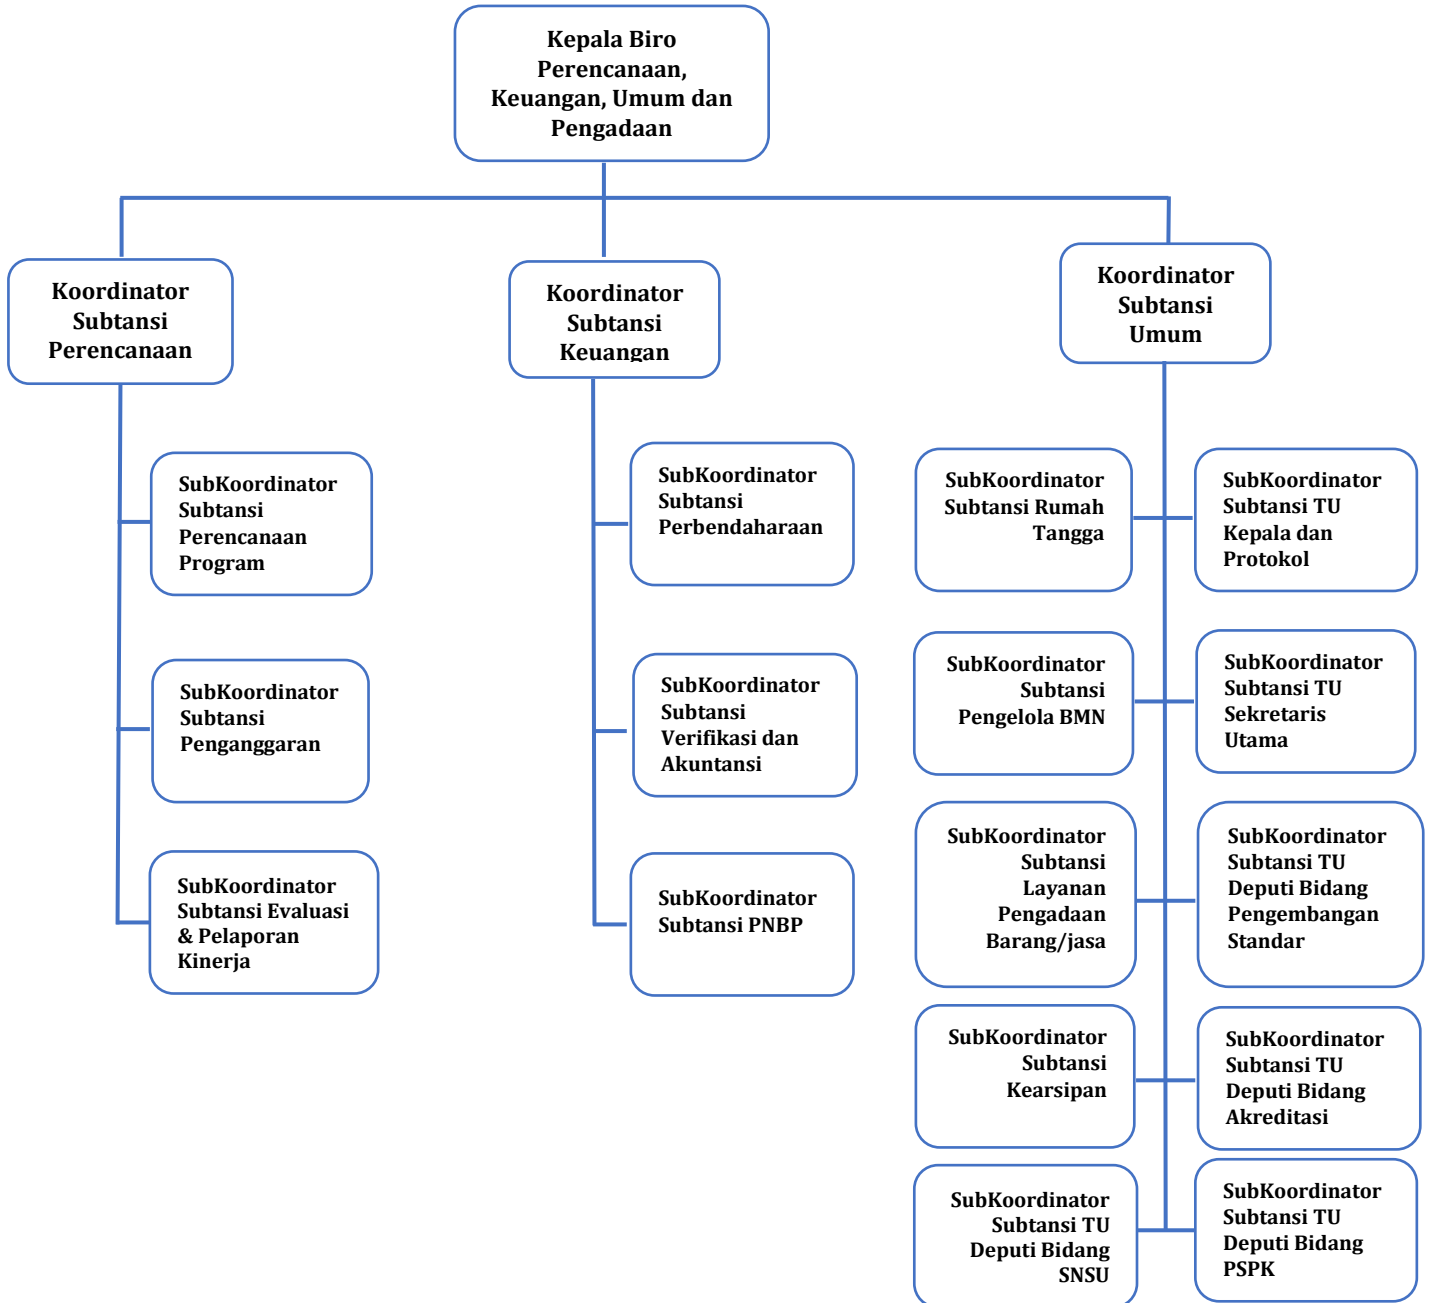 Kepala Biro
Perencanaan,
Keuangan, Umum dan
Pengadaan
Koordinator
Subtansi
Perencanaan
Koordinator
Subtansi
Keuangan
Koordinator
Subtansi
Umum
SubKoordinator
Subtansi
Perencanaan
Program
SubKoordinator
Subtansi
Penganggaran
SubKoordinator
Subtansi Evaluasi
& Pelaporan
Kinerja
SubKoordinator
Subtansi
Perbendaharaan
SubKoordinator
Subtansi
Verifikasi dan
Akuntansi
SubKoordinator
Subtansi PNBP
SubKoordinator
Subtansi Rumah
Tangga
SubKoordinator
Subtansi
Pengelola BMN
SubKoordinator
Subtansi
Layanan
Pengadaan
Barang/jasa
SubKoordinator
Subtansi
Kearsipan
SubKoordinator
Subtansi TU
Deputi Bidang
SNSU
SubKoordinator
Subtansi TU
Kepala dan
Protokol
SubKoordinator
Subtansi TU
Sekretaris
Utama
SubKoordinator
Subtansi TU
Deputi Bidang
Pengembangan
Standar
SubKoordinator
Subtansi TU
Deputi Bidang
Akreditasi
SubKoordinator
Subtansi TU
Deputi Bidang
PSPK